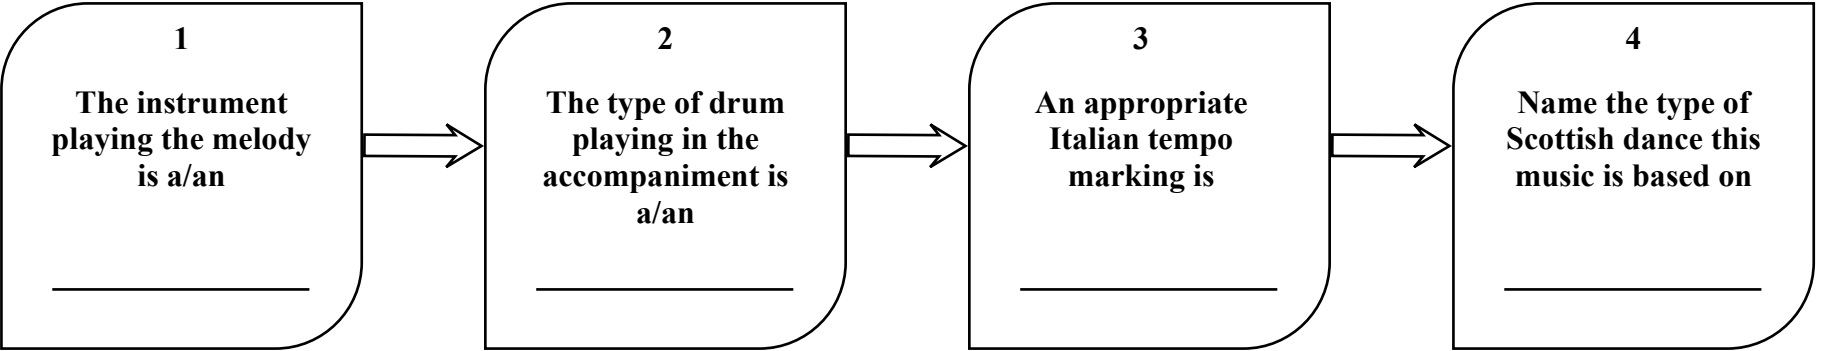 1
The instrument
playing the melody
is a/an
2
The type of drum
playing in the
accompaniment is
a/an
3
An appropriate
Italian tempo
marking is
4
Name the type of
Scottish dance this
music is based on